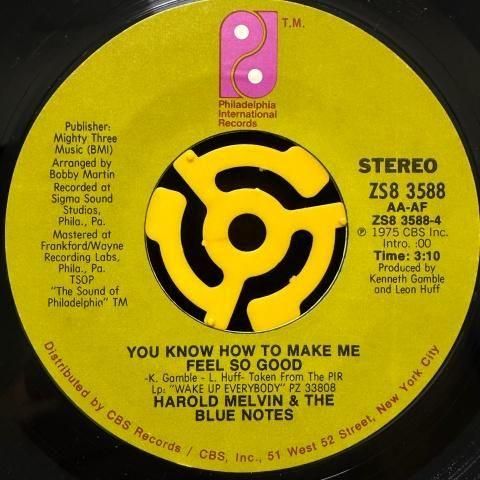 T.M.
Philadelphia
International
Records
Publisher:
Mighty Three
Music (BMI)
Arranged by
Bobby Martin
Recorded at
Sigma Sound
Studios,
Phila., Pa.
Mastered at
Frankford/Wayne
Recording Labs,
Phila., Pa.
TSOP
"The Sound of
Philadelphia" TM
STEREO
ZS8 3588
AA-AF
ZS8 3588-4
℗ 1975 CBS Inc.
Intro. :00
Time: 3:10
Produced by
Kenneth Gamble
and Leon Huff
YOU KNOW HOW TO MAKE ME
FEEL SO GOOD
-K. Gamble - L. Huff- Taken From The PIR
Lp: "WAKE UP EVERYBODY" PZ 33808
HAROLD MELVIN & THE
BLUE NOTES
Distributed by CBS Records / CBS, Inc., 51 West 52 Street, New York City